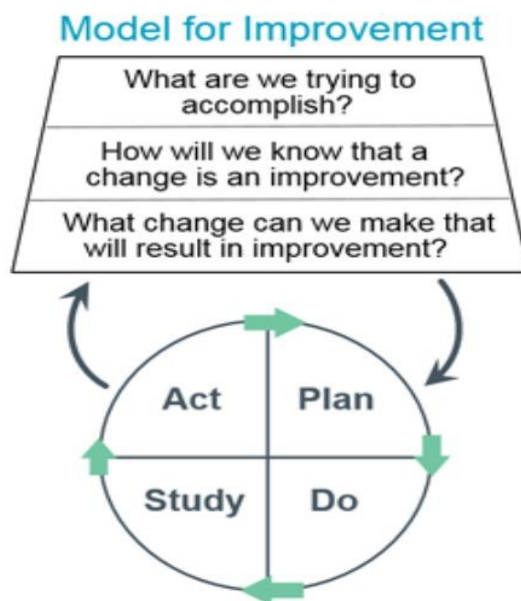 Model for Improvement
What are we trying to
accomplish?
How will we know that a
change is an improvement?
What change can we make that
will result in improvement?
Act
Plan
Study
Do